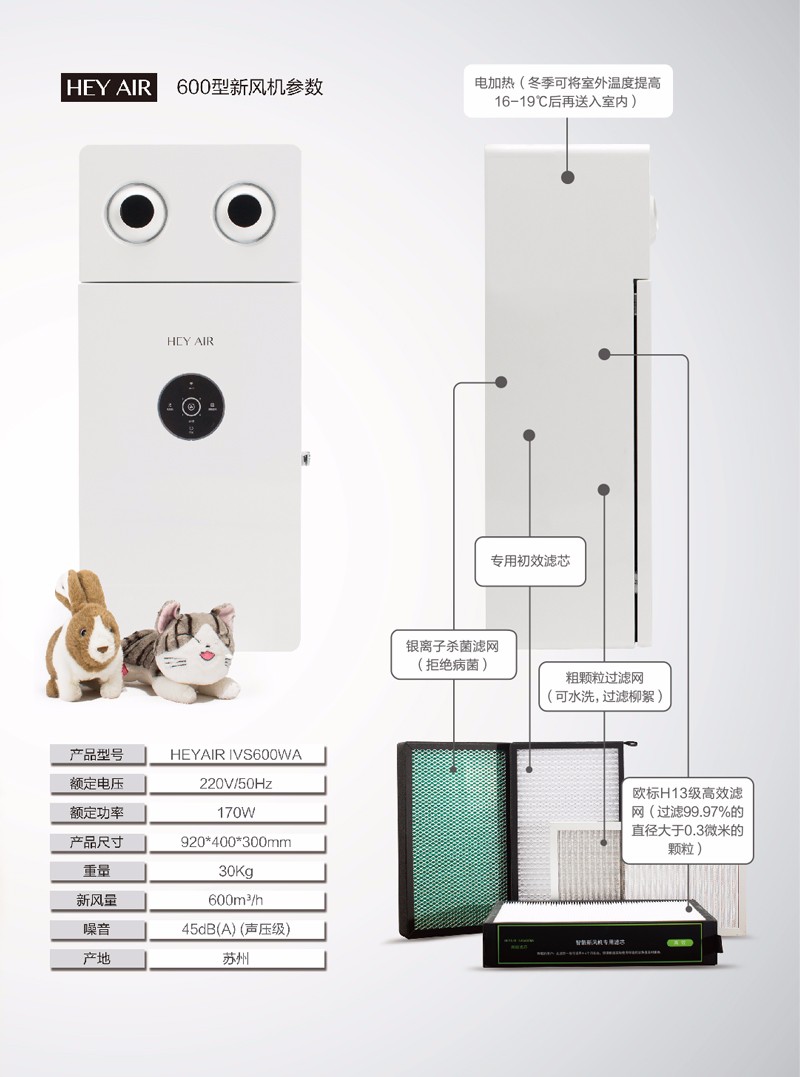 HEY AIR 600型新风机参数
电加热（冬季可将室外温度提高
16-19℃后再送入室内）
HEY AIR
专用初效滤芯
银离子杀菌滤网
（拒绝病菌）
粗颗粒过滤网
（可水洗，过滤柳絮）
欧标H13级高效滤
网（过滤99.97%的
直径大于0.3微米的
颗粒）
智能新风机专用滤芯
产品型号 HEYAIR IVS600WA
额定电压 220V/50Hz
额定功率 170W
产品尺寸 920*400*300mm
重量 30Kg
新风量 600m³/h
噪音 45dB(A) (声压级)
产地 苏州